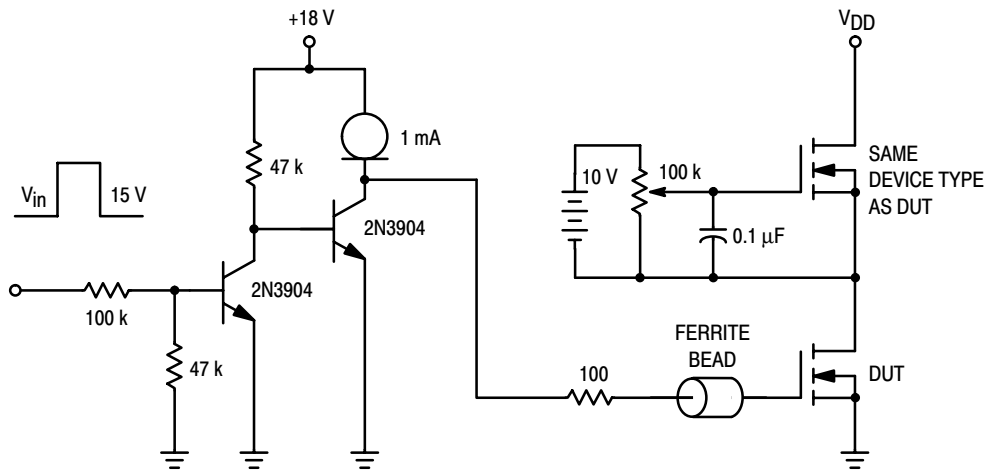 +18 V
VDD
1 mA
47 k
SAME
DEVICE TYPE
AS DUT
10 V
100 k
Vin
15 V
2N3904
0.1 μF
2N3904
100 k
FERRITE
BEAD
47 k
100
DUT